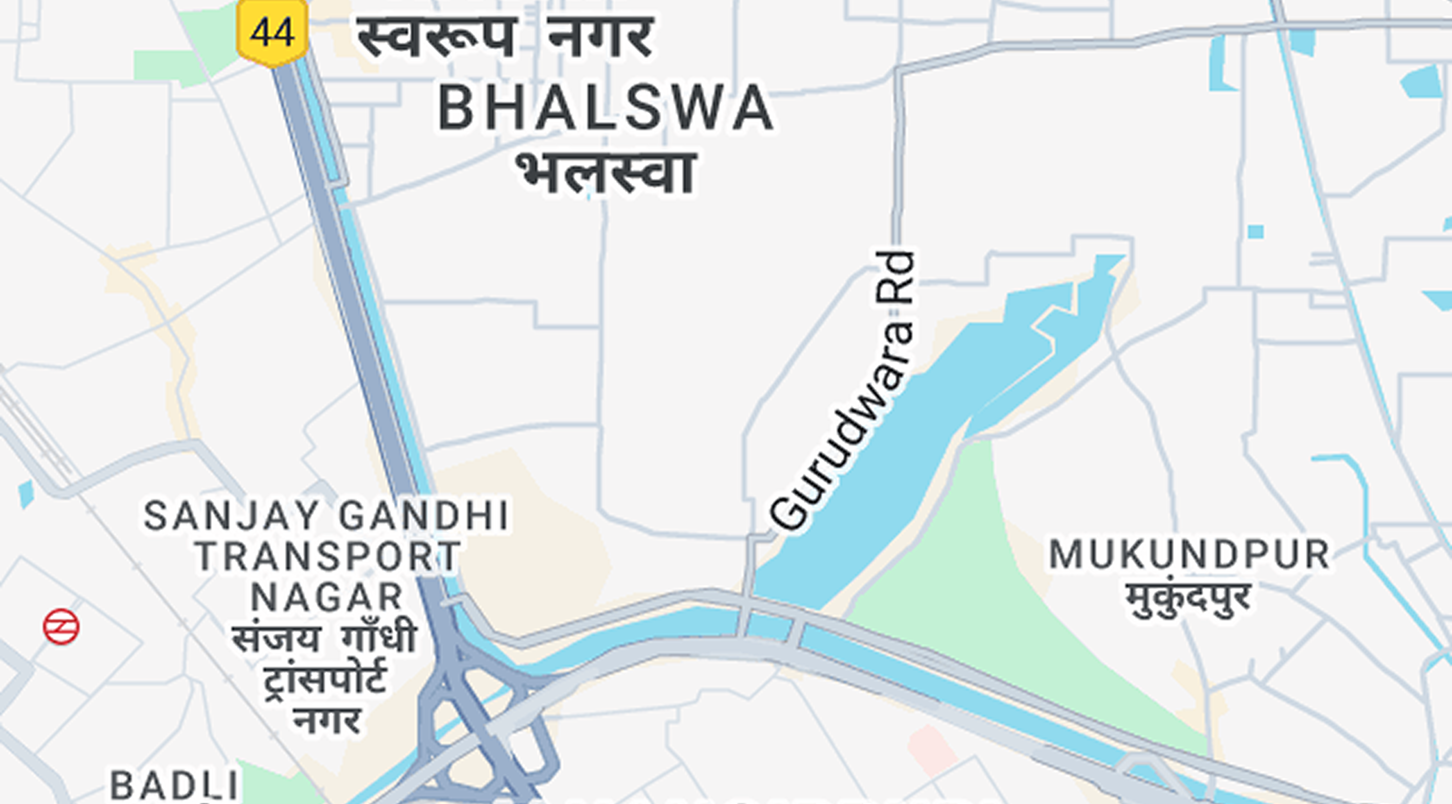 44
स्वरूप नगर
BHALSWA
भलस्वा
Gurudwara Rd
SANJAY GANDHI
TRANSPORT
NAGAR
संजय गाँधी
ट्रांसपोर्ट
नगर
MUKUNDPUR
मुकुंदपुर
BADLI